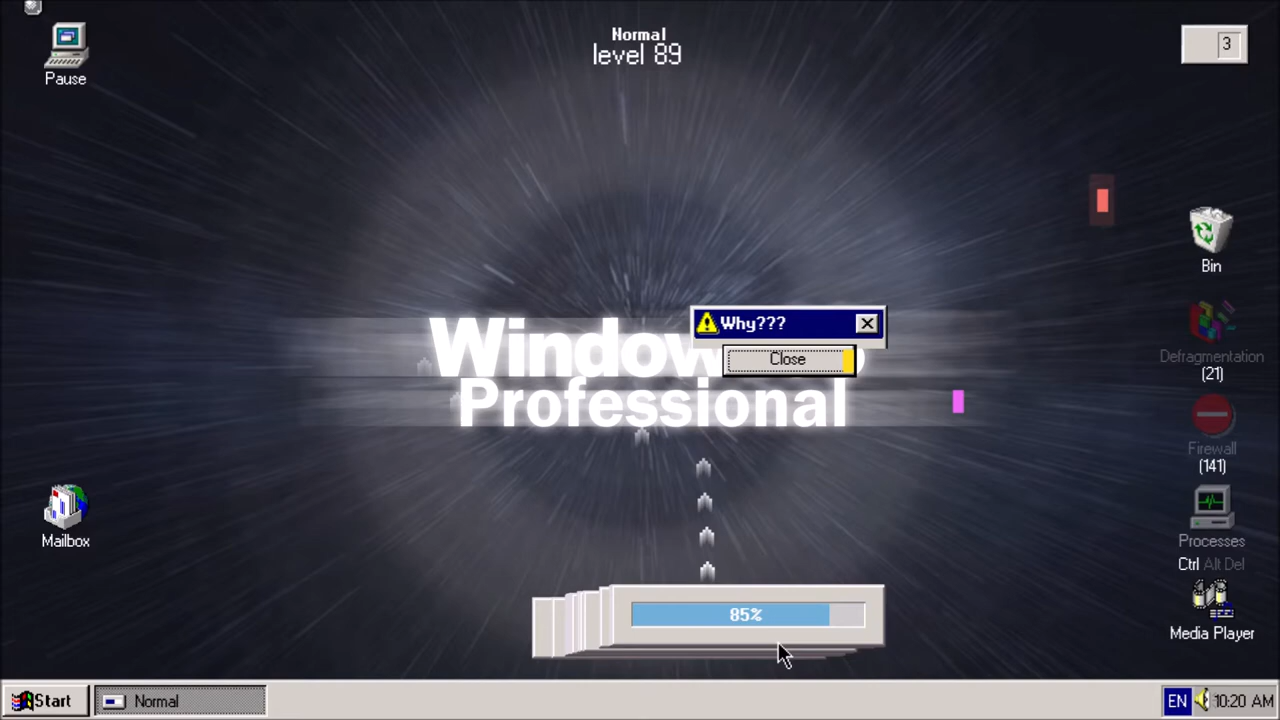 Normal
level 89
3
Pause
Bin
Why???
Window
Professional
Close
Defragmentation
(21)
Firewall
(141)
Mailbox
Processes
Ctrl Alt Del
85%
Media Player
Start
Normal
EN
10:20 AM